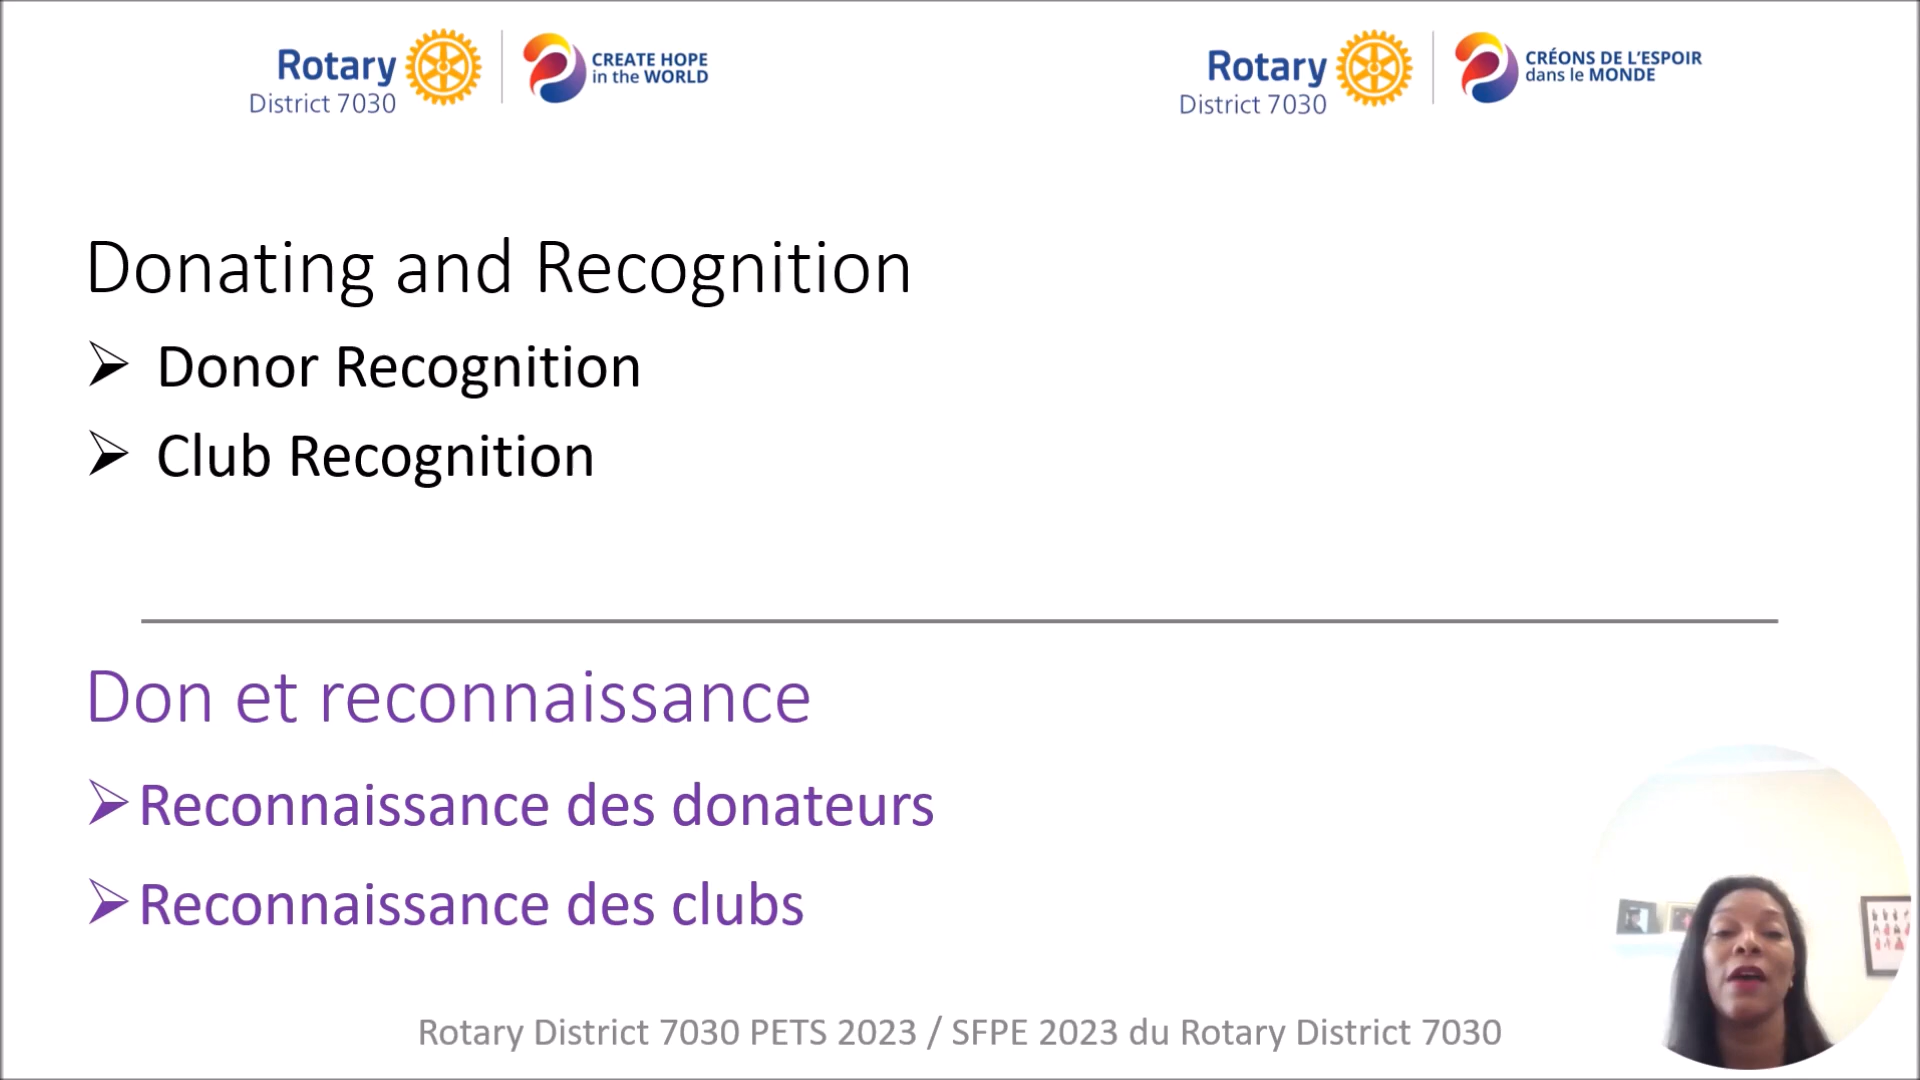 Rotary
District 7030
CREATE HOPE
in the WORLD
Rotary
District 7030
CRÉONS DE L'ESPOIR
dans le MONDE
Donating and Recognition
Donor Recognition
Club Recognition
Don et reconnaissance
Reconnaissance des donateurs
Reconnaissance des clubs
Rotary District 7030 PETS 2023 / SFPE 2023 du Rotary District 7030